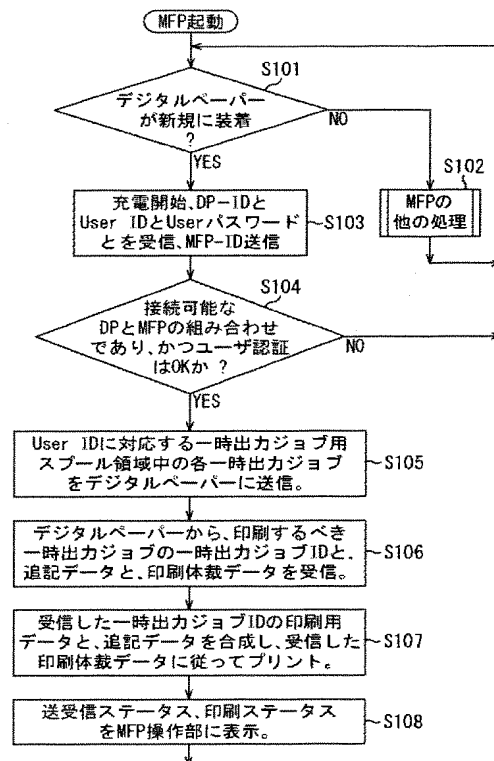 MFP起動
S101
デジタルペーパー
が新規に装着
?
NO
YES
S102
MFPの
他の処理
充電開始、DP-IDと
User IDとUserパスワード
とを受信、MFP-ID送信
S103
S104
接続可能な
DPとMFPの組み合わせ
であり、かつユーザ認証
はOKか ?
NO
YES
User IDに対応する一時出力ジョブ用
スプール領域中の各一時出力ジョブ
をデジタルペーパーに送信。
S105
デジタルペーパーから、印刷するべき
一時出力ジョブの一時出力ジョブIDと、
追記データと、印刷体裁データを受信。
S106
受信した一時出力ジョブIDの印刷用
データと、追記データを合成し、受信した
印刷体裁データに従ってプリント。
S107
送受信ステータス、印刷ステータス
をMFP操作部に表示。
S108